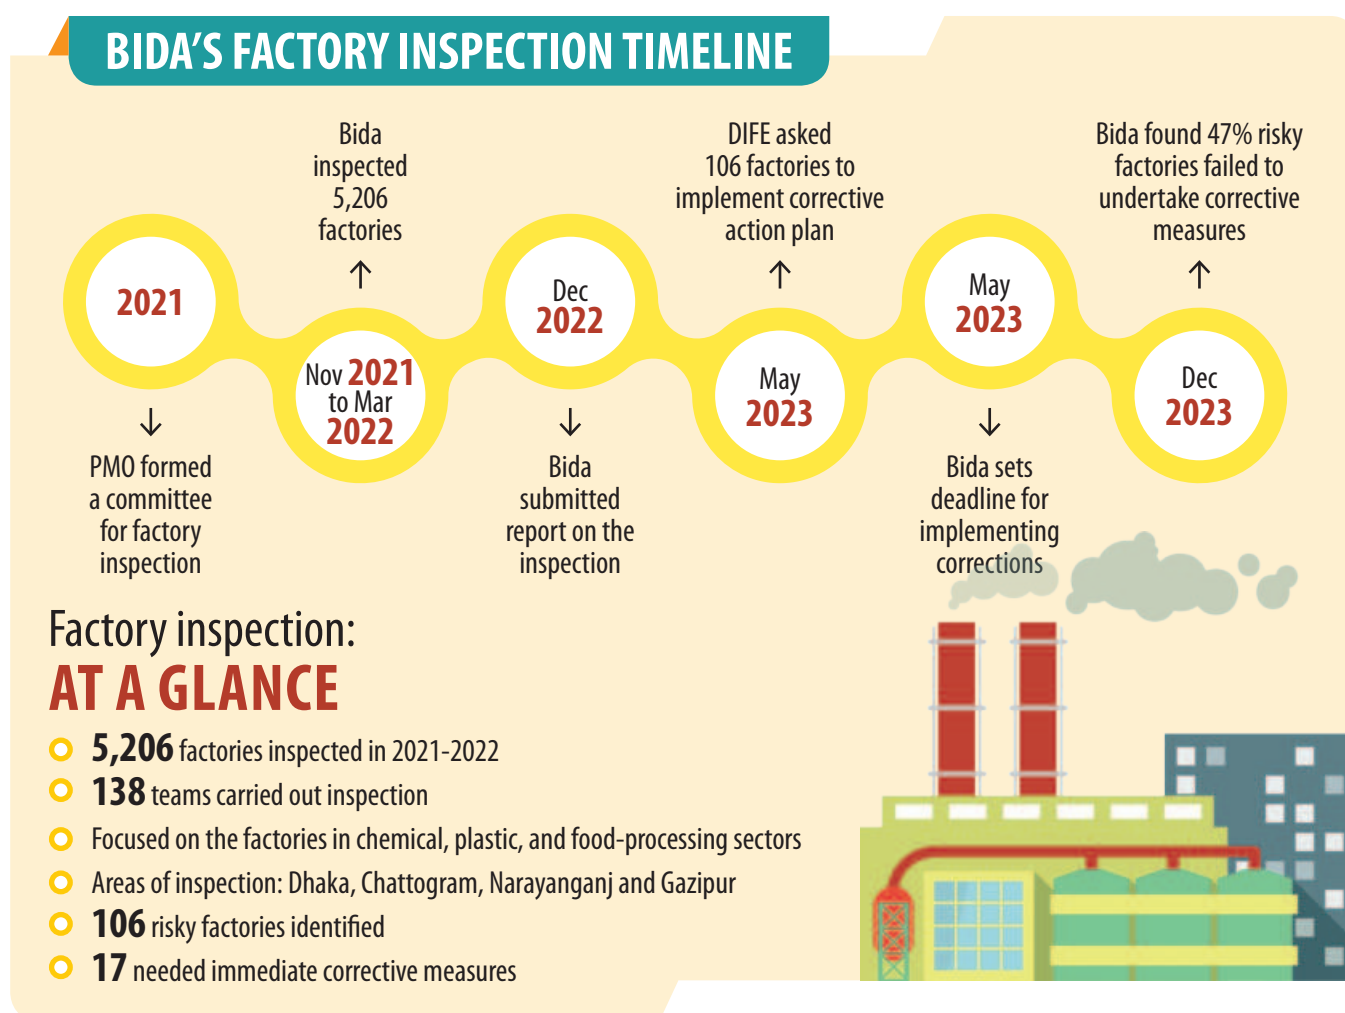 BIDA’S FACTORY INSPECTION TIMELINE
2021
PMO formed
a committee
for factory
inspection
Bida
inspected
5,206
factories
Nov 2021
to Mar
2022
Dec
2022
Bida
submitted
report on the
inspection
DIFE asked
106 factories to
implement corrective
action plan
May
2023
May
2023
Bida sets
deadline for
implementing
corrections
Bida found 47% risky
factories failed to
undertake corrective
measures
Dec
2023
Factory inspection:
AT A GLANCE
5,206 factories inspected in 2021-2022
138 teams carried out inspection
Focused on the factories in chemical, plastic, and food-processing sectors
Areas of inspection: Dhaka, Chattogram, Narayanganj and Gazipur
106 risky factories identified
17 needed immediate corrective measures